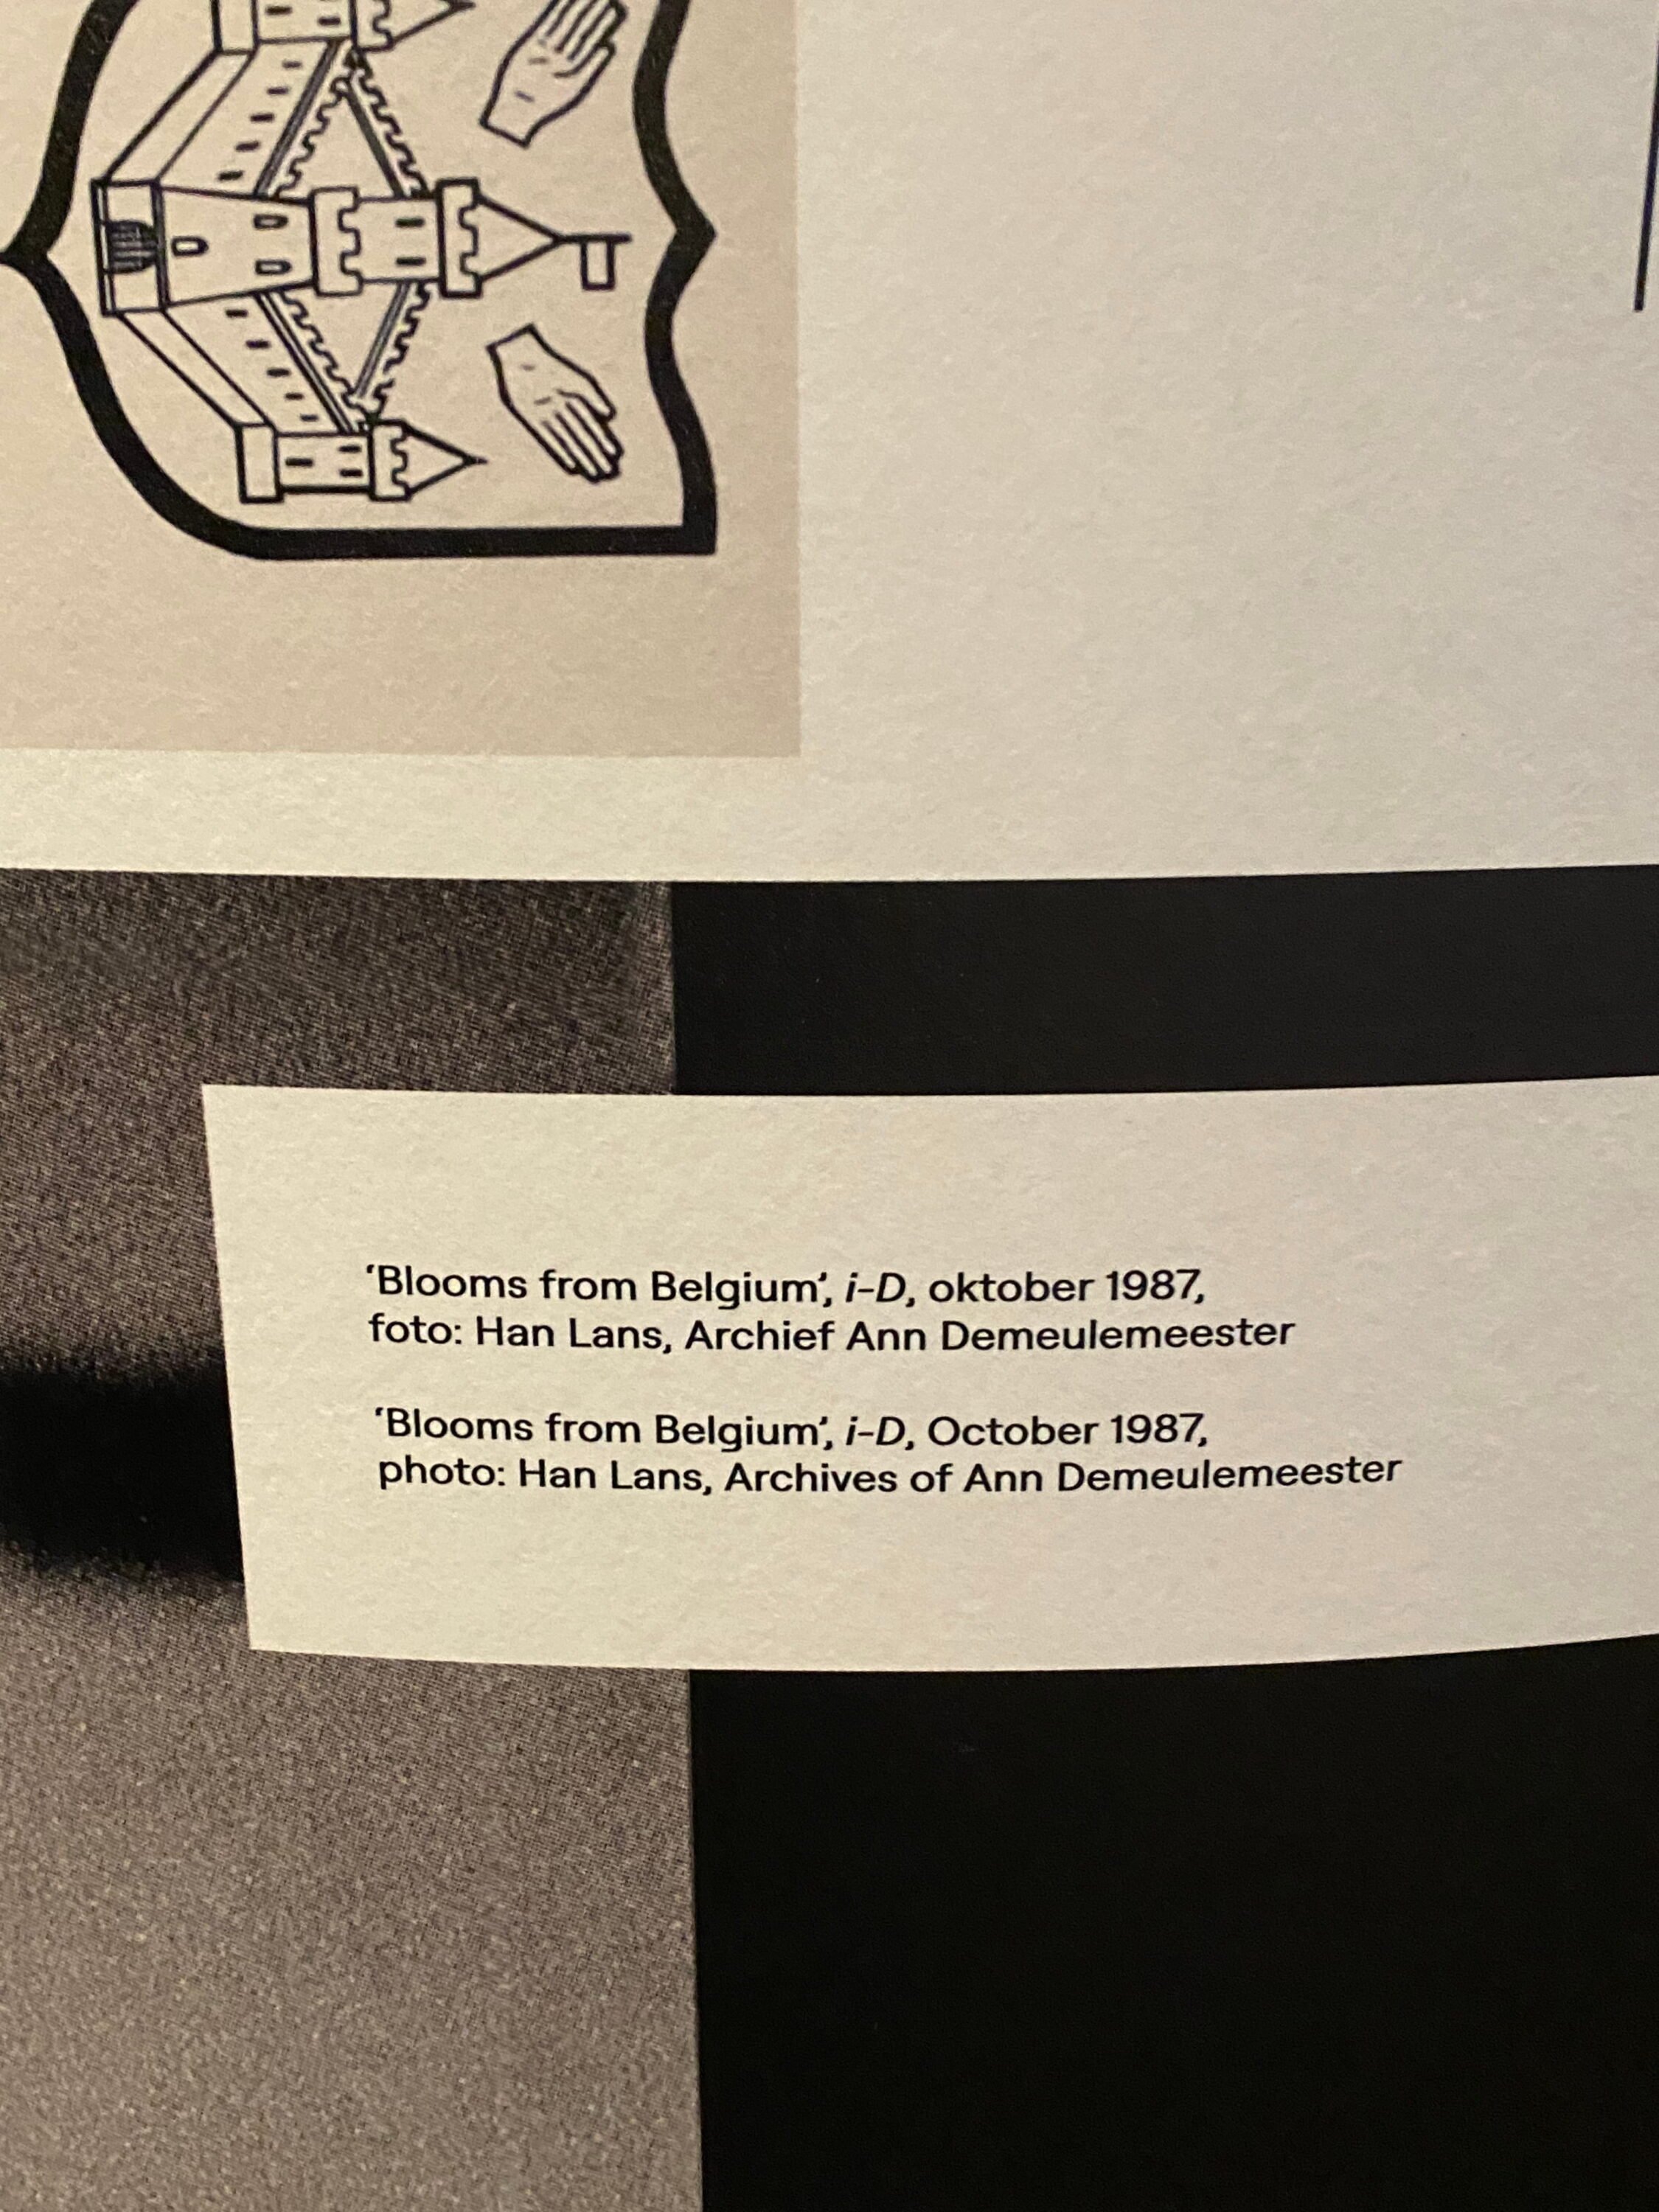 ‘Blooms from Belgium’, i-D, oktober 1987,
foto: Han Lans, Archief Ann Demeulemeester
‘Blooms from Belgium’, i-D, October 1987,
photo: Han Lans, Archives of Ann Demeulemeester